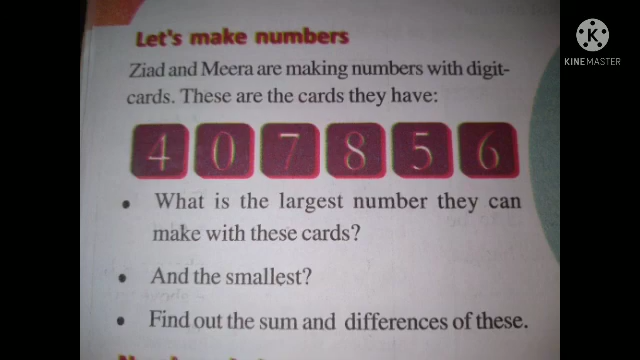 Let's make numbers
Ziad and Meera are making numbers with digit-
cards. These are the cards they have:
4 0 7 8 5 6
• What is the largest number they can
make with these cards?
• And the smallest?
• Find out the sum and differences of these.
K
KINEMASTER